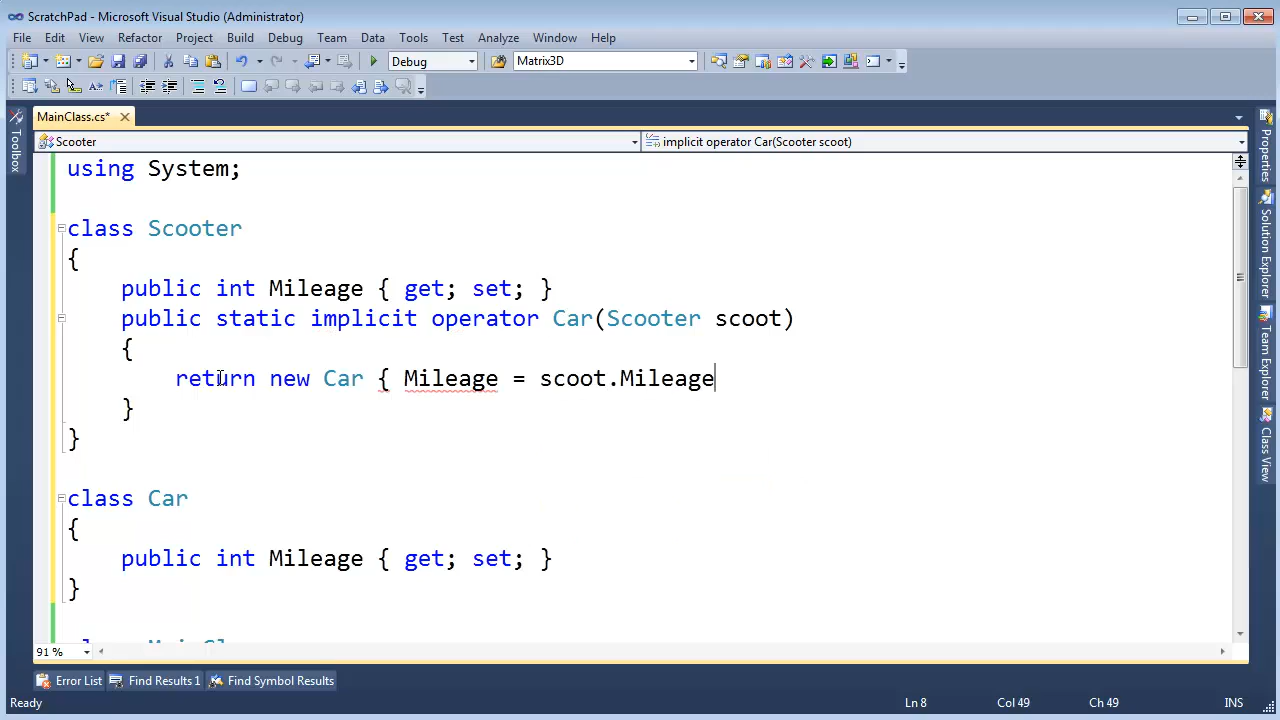 ScratchPad - Microsoft Visual Studio (Administrator)
File Edit View Refactor Project Build Debug Team Data Tools Test Analyze Window Help
Debug Matrix3D
MainClass.cs*
Scooter implicit operator Car(Scooter scoot)
using System;
class Scooter
{
public int Mileage { get; set; }
public static implicit operator Car(Scooter scoot)
{
return new Car { Mileage = scoot.Mileage
}
}
class Car
{
public int Mileage { get; set; }
}
91 %
Toolbox
Properties
Solution Explorer
Team Explorer
Class View
Error List Find Results 1 Find Symbol Results
Ready Ln 8 Col 49 Ch 49 INS